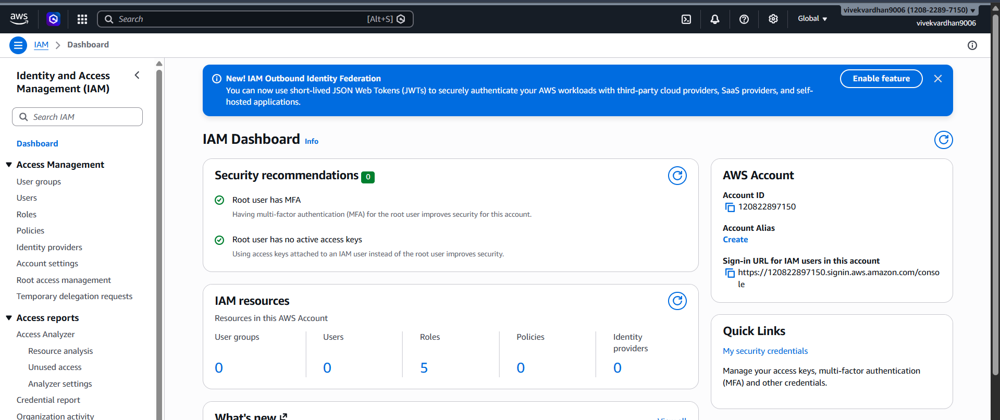 aws
Search
[Alt+S]
Global
vivekvardhan9006 (1208-2289-7150)
vivekvardhan9006
IAM
Dashboard
Identity and Access
Management (IAM)
Search IAM
Dashboard
Access Management
User groups
Users
Roles
Policies
Identity providers
Account settings
Root access management
Temporary delegation requests
Access reports
Access Analyzer
Resource analysis
Unused access
Analyzer settings
Credential report
Organization activity
New! IAM Outbound Identity Federation
You can now use short-lived JSON Web Tokens (JWTs) to securely authenticate your AWS workloads with third-party cloud providers, SaaS providers, and self-
hosted applications.
Enable feature
IAM Dashboard Info
Security recommendations 0
Root user has MFA
Having multi-factor authentication (MFA) for the root user improves security for this account.
Root user has no active access keys
Using access keys attached to an IAM user instead of the root user improves security.
IAM resources
Resources in this AWS Account
User groups
0
Users
0
Roles
5
Policies
0
Identity
providers
0
What's new
View all
AWS Account
Account ID
120822897150
Account Alias
Create
Sign-in URL for IAM users in this account
https://120822897150.signin.aws.amazon.com/conso
le
Quick Links
My security credentials
Manage your access keys, multi-factor authentication
(MFA) and other credentials.